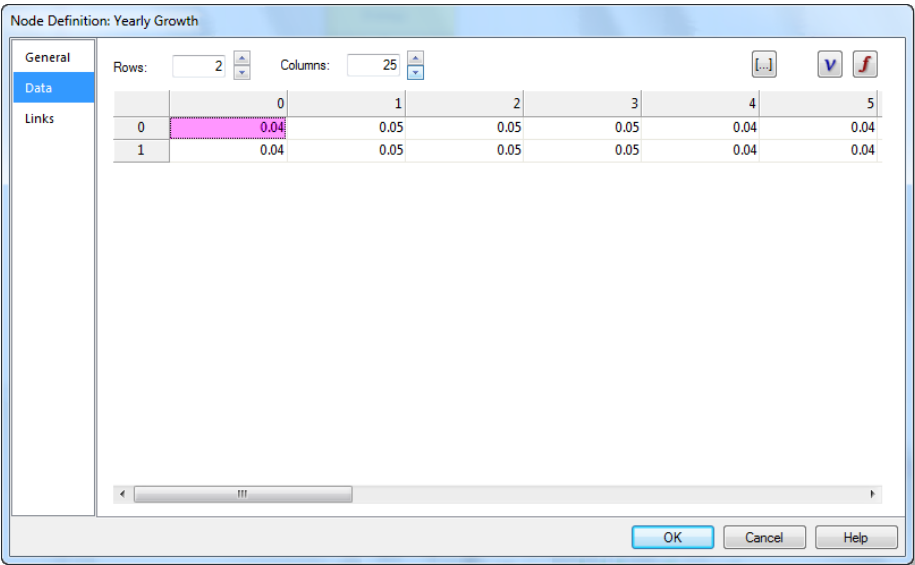 Node Definition: Yearly Growth
General
Data
Links
Rows: 2 Columns: 25 [...] v f
0 1 2 3 4 5
0 0.04 0.05 0.05 0.05 0.04 0.04
1 0.04 0.05 0.05 0.05 0.04 0.04
OK Cancel Help